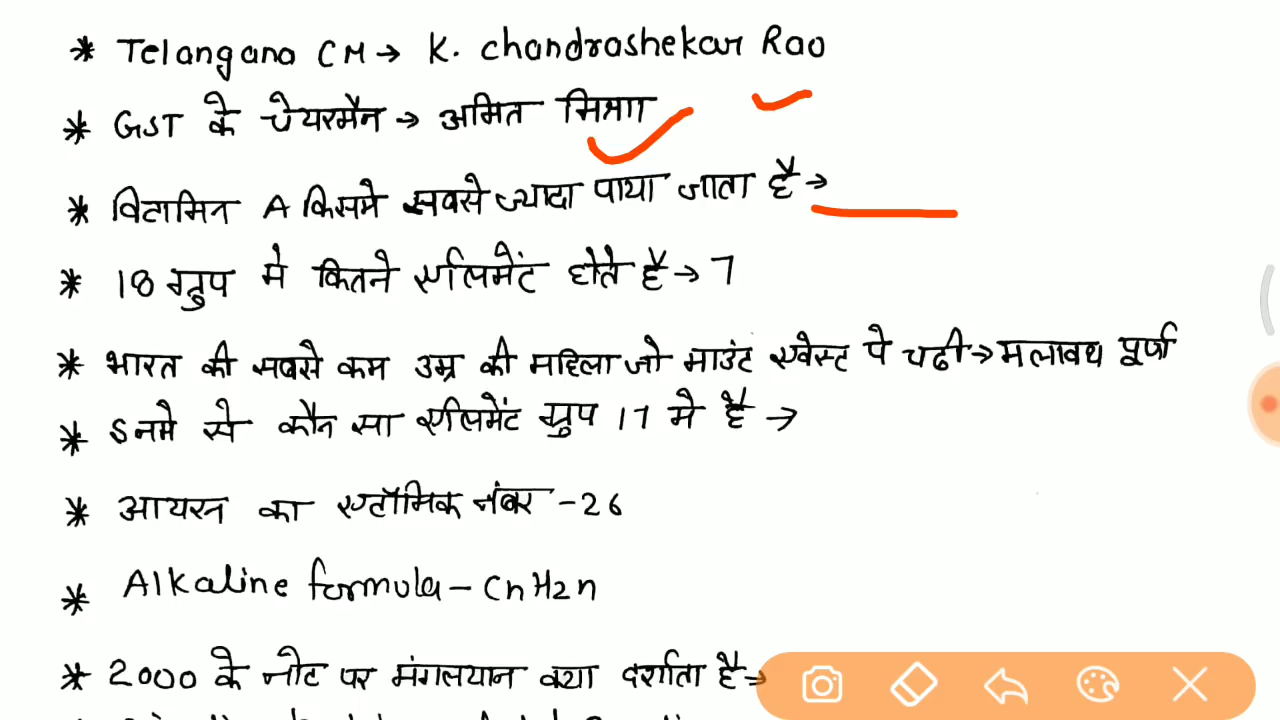 * Telangana CM → K. chandrashekar Rao
* GST के चेयरमैन → अमित मिश्रा
* विटामिन A किसमे सबसे ज्यादा पाया जाता है →
* 18 ग्रुप मे कितने एलिमेंट होते है → 7
* भारत की सबसे कम उम्र की महिला जो माउंट एवेस्ट पे चढी → मलावथ पूर्णा
* इनमे से कौन सा एलिमेंट ग्रुप 17 मे है →
* आयरन का एटॉमिक नंबर - 26
* Alkaline formula - CnH2n
* 2000 के नोट पर मंगलयान क्या दर्शाता है →